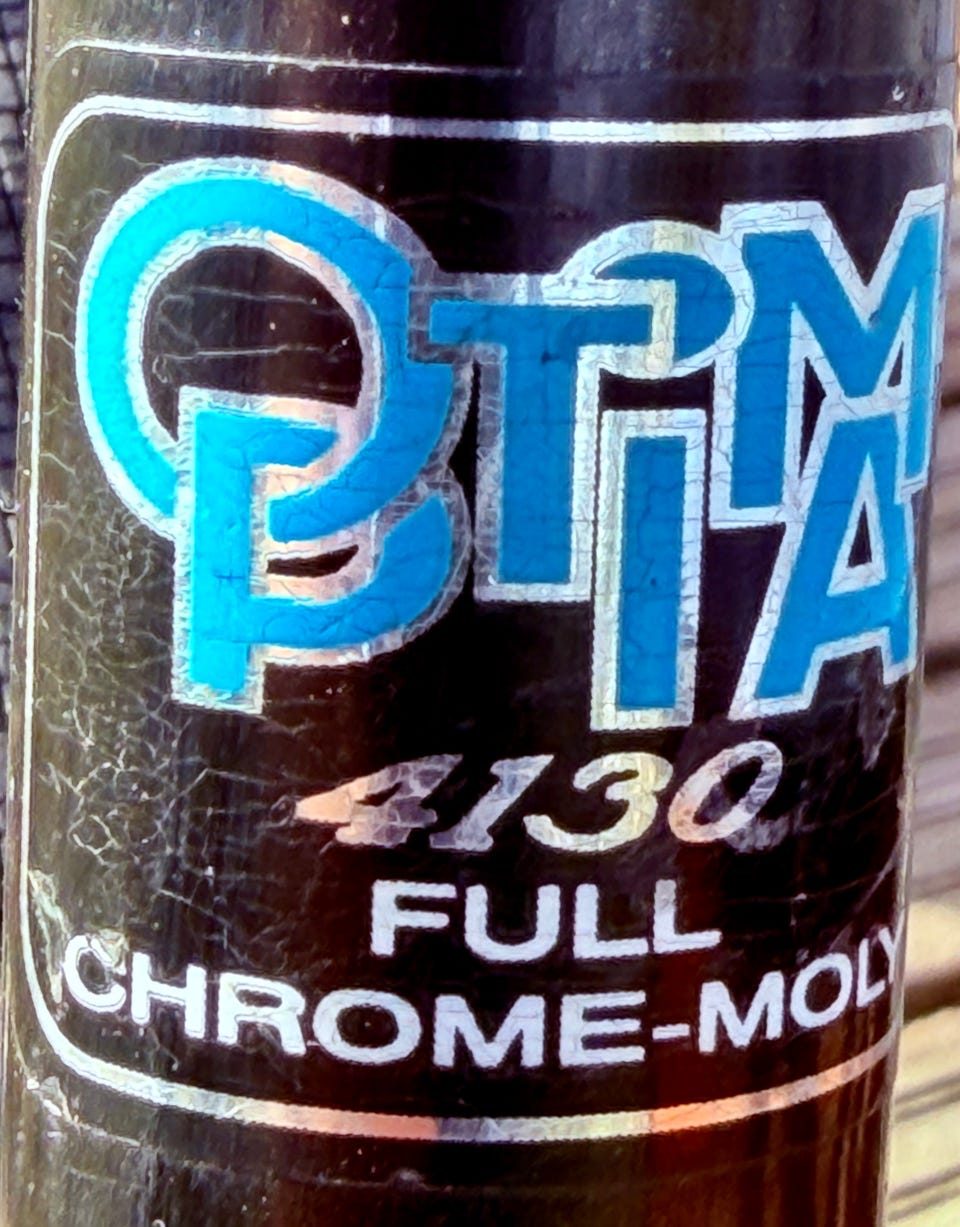 OPTIMA
4130
FULL
CHROME-MOLY